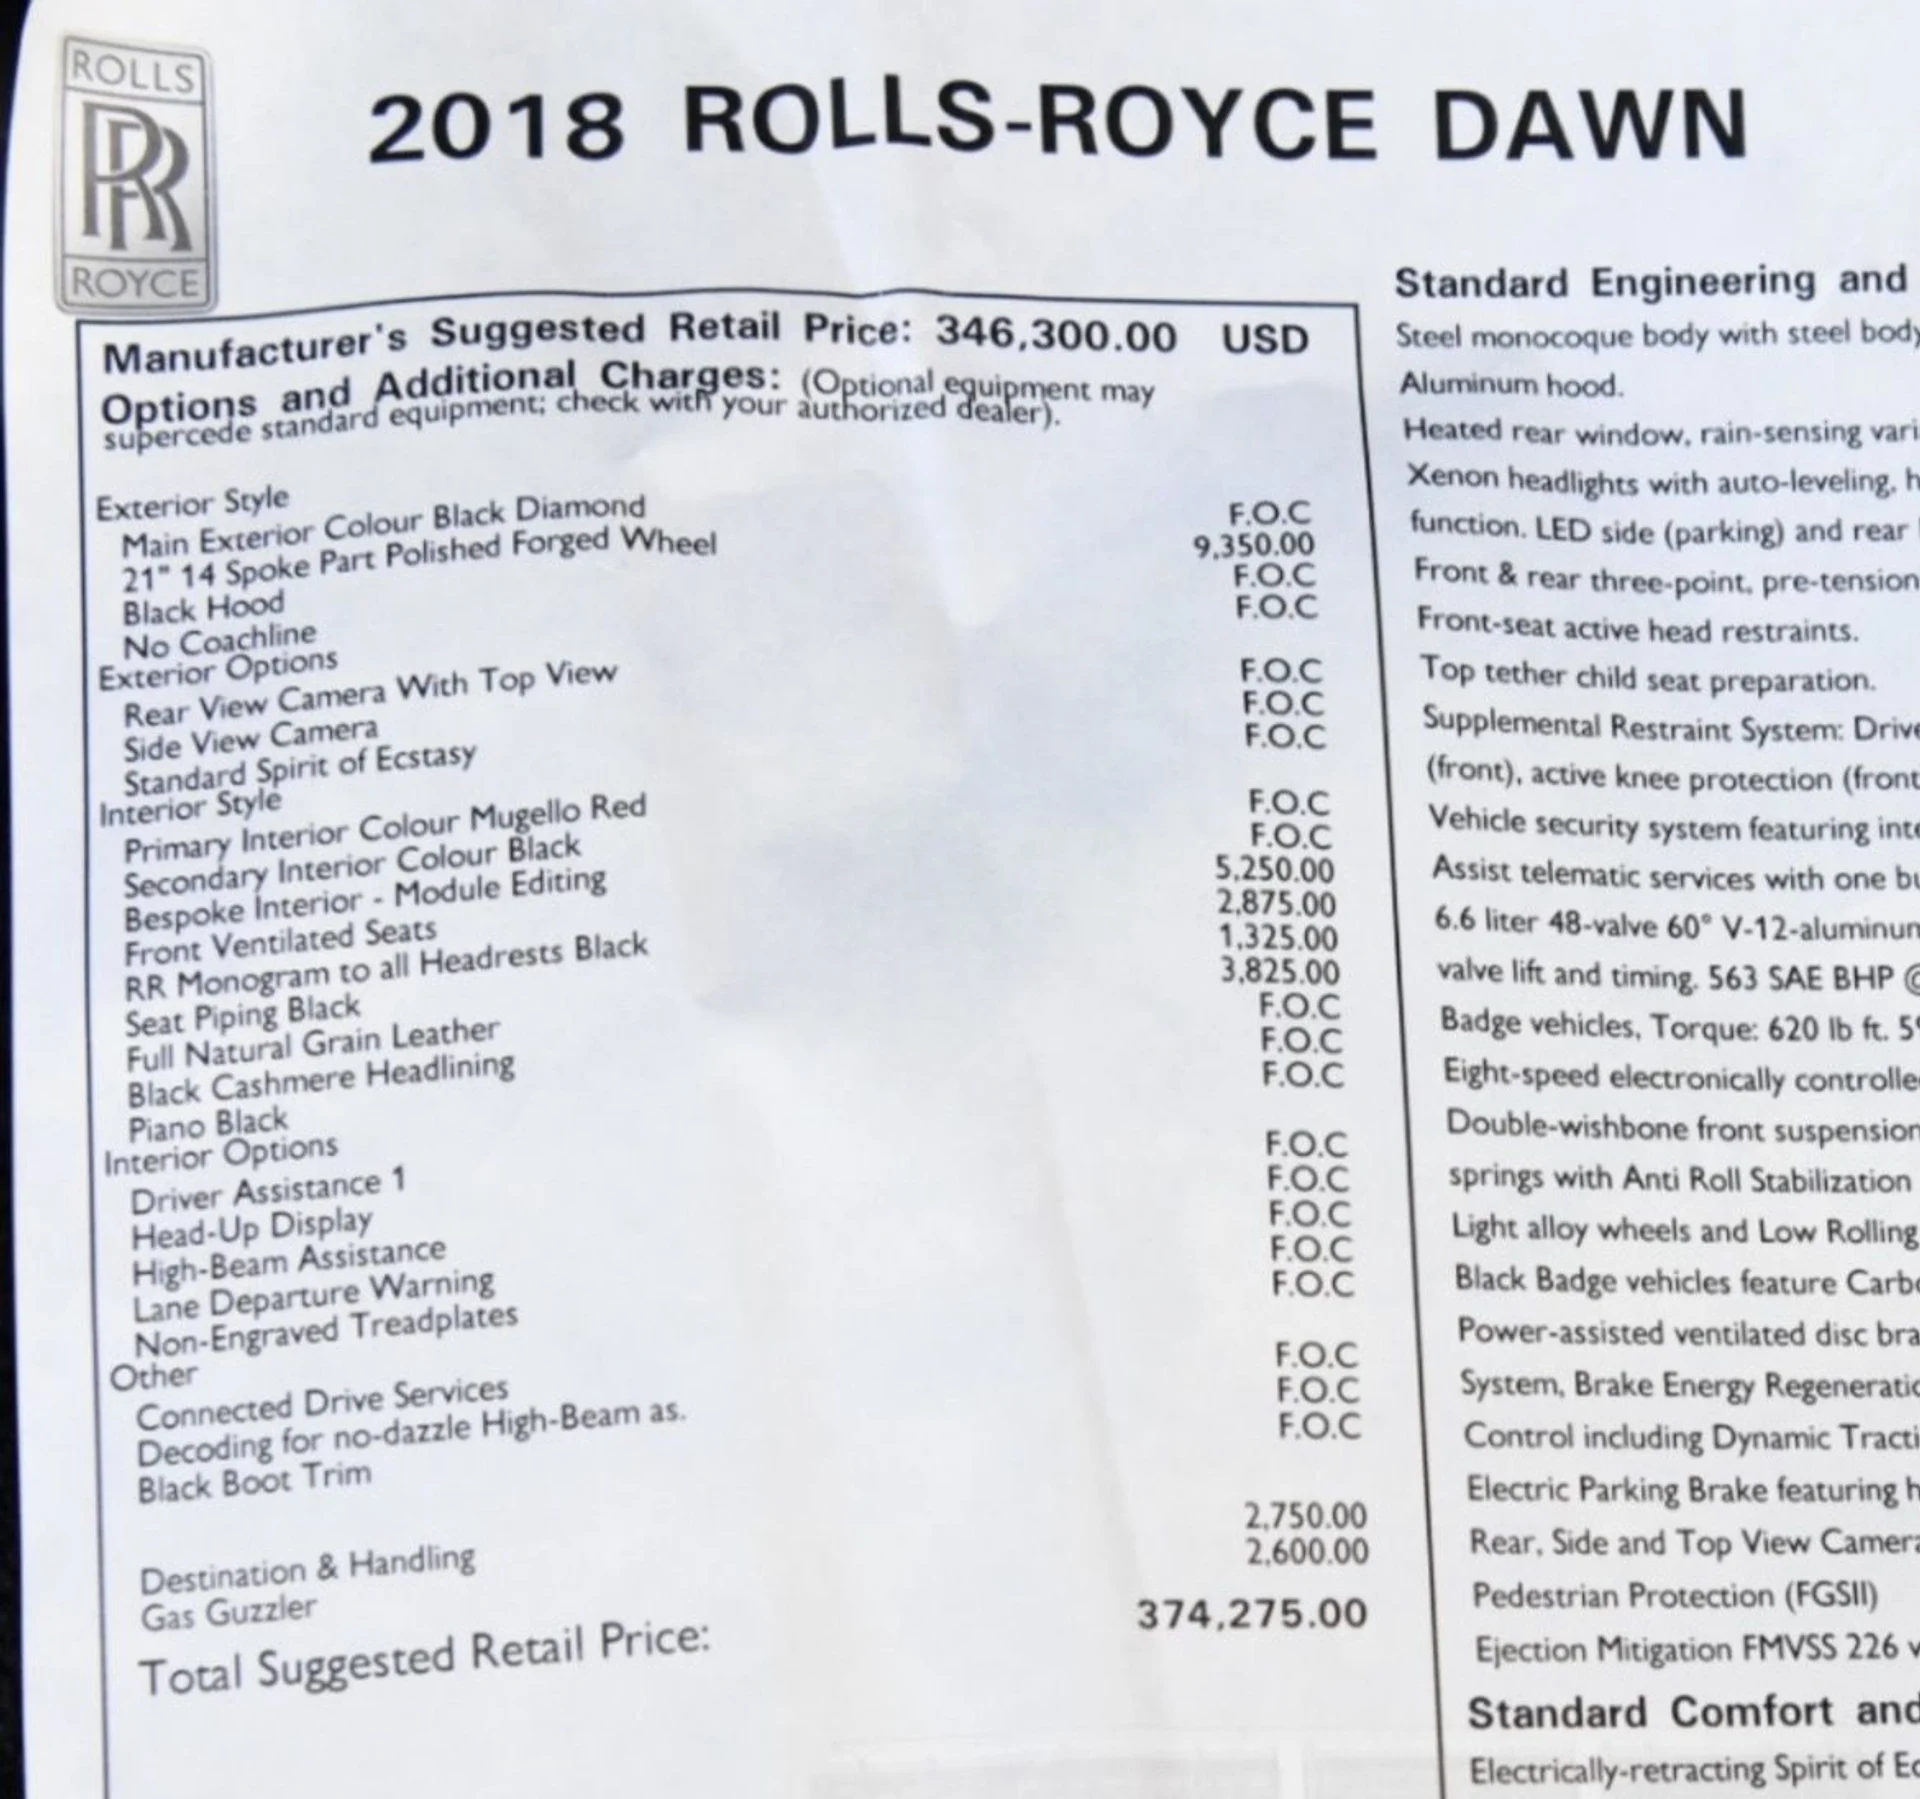 ROLLS
RR
ROYCE
2018 ROLLS-ROYCE DAWN
Manufacturer's Suggested Retail Price: 346,300.00 USD
Options and Additional Charges: (Optional equipment may
supercede standard equipment; check with your authorized dealer).
Exterior Style
Main Exterior Colour Black Diamond F.O.C
21" 14 Spoke Part Polished Forged Wheel 9,350.00
Black Hood F.O.C
No Coachline F.O.C
Exterior Options
Rear View Camera With Top View F.O.C
Side View Camera F.O.C
Standard Spirit of Ecstasy F.O.C
Interior Style
Primary Interior Colour Mugello Red F.O.C
Secondary Interior Colour Black F.O.C
Bespoke Interior - Module Editing 5,250.00
Front Ventilated Seats 2,875.00
RR Monogram to all Headrests Black 1,325.00
Seat Piping Black 3,825.00
Full Natural Grain Leather F.O.C
Black Cashmere Headlining F.O.C
Piano Black F.O.C
Interior Options
Driver Assistance 1 F.O.C
Head-Up Display F.O.C
High-Beam Assistance F.O.C
Lane Departure Warning F.O.C
Non-Engraved Treadplates F.O.C
Other
Connected Drive Services F.O.C
Decoding for no-dazzle High-Beam as. F.O.C
Black Boot Trim F.O.C
Destination & Handling 2,750.00
Gas Guzzler 2,600.00
Total Suggested Retail Price: 374,275.00
Standard Engineering and
Steel monocoque body with steel body
Aluminum hood.
Heated rear window, rain-sensing vari
Xenon headlights with auto-leveling, h
function. LED side (parking) and rear
Front & rear three-point, pre-tension
Front-seat active head restraints.
Top tether child seat preparation.
Supplemental Restraint System: Drive
(front), active knee protection (front
Vehicle security system featuring inte
Assist telematic services with one bu
6.6 liter 48-valve 60° V-12-aluminum
valve lift and timing. 563 SAE BHP @
Badge vehicles, Torque: 620 lb ft. 59
Eight-speed electronically controlle
Double-wishbone front suspension
springs with Anti Roll Stabilization
Light alloy wheels and Low Rolling
Black Badge vehicles feature Carbo
Power-assisted ventilated disc bra
System, Brake Energy Regeneratio
Control including Dynamic Tracti
Electric Parking Brake featuring h
Rear, Side and Top View Camera
Pedestrian Protection (FGSII)
Ejection Mitigation FMVSS 226 v
Standard Comfort and
Electrically-retracting Spirit of Ec